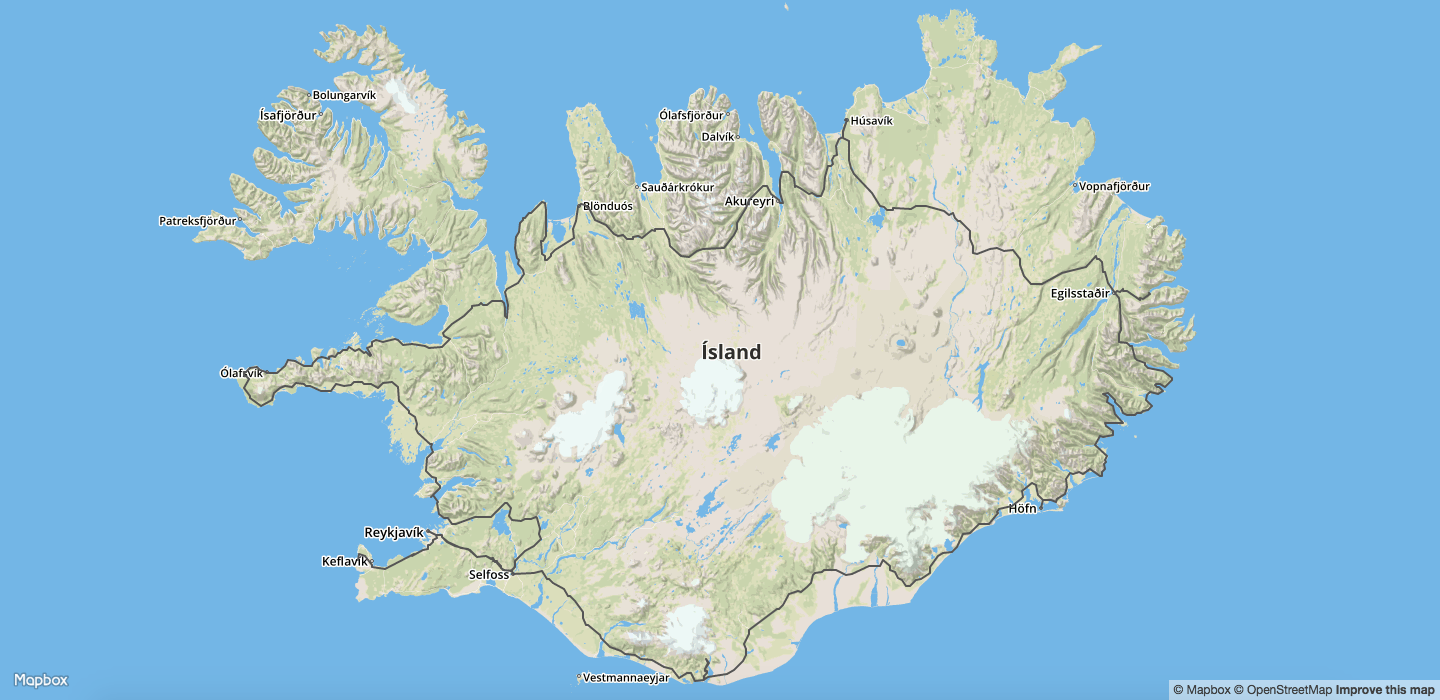 Bolungarvík
Ísafjörður
Ólafsfjörður
Húsavík
Dalvík
Sauðárkrókur
Vopnafjörður
Akureyri
Blönduós
Patreksfjörður
Egilsstaðir
Ísland
Ólafsvík
Höfn
Reykjavík
Keflavík
Selfoss
Vestmannaeyjar
Mapbox
© Mapbox © OpenStreetMap Improve this map